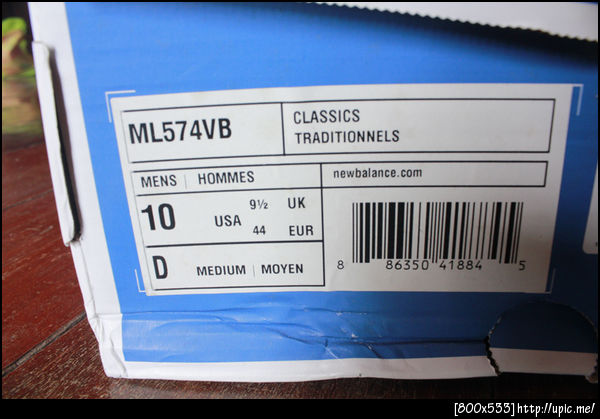 ML574VB
CLASSICS
TRADITIONNELS
MENS | HOMMES
newbalance.com
10 USA 9½ UK
44 EUR
D MEDIUM | MOYEN
8 86350 41884 5
[800x533]http://upic.me/